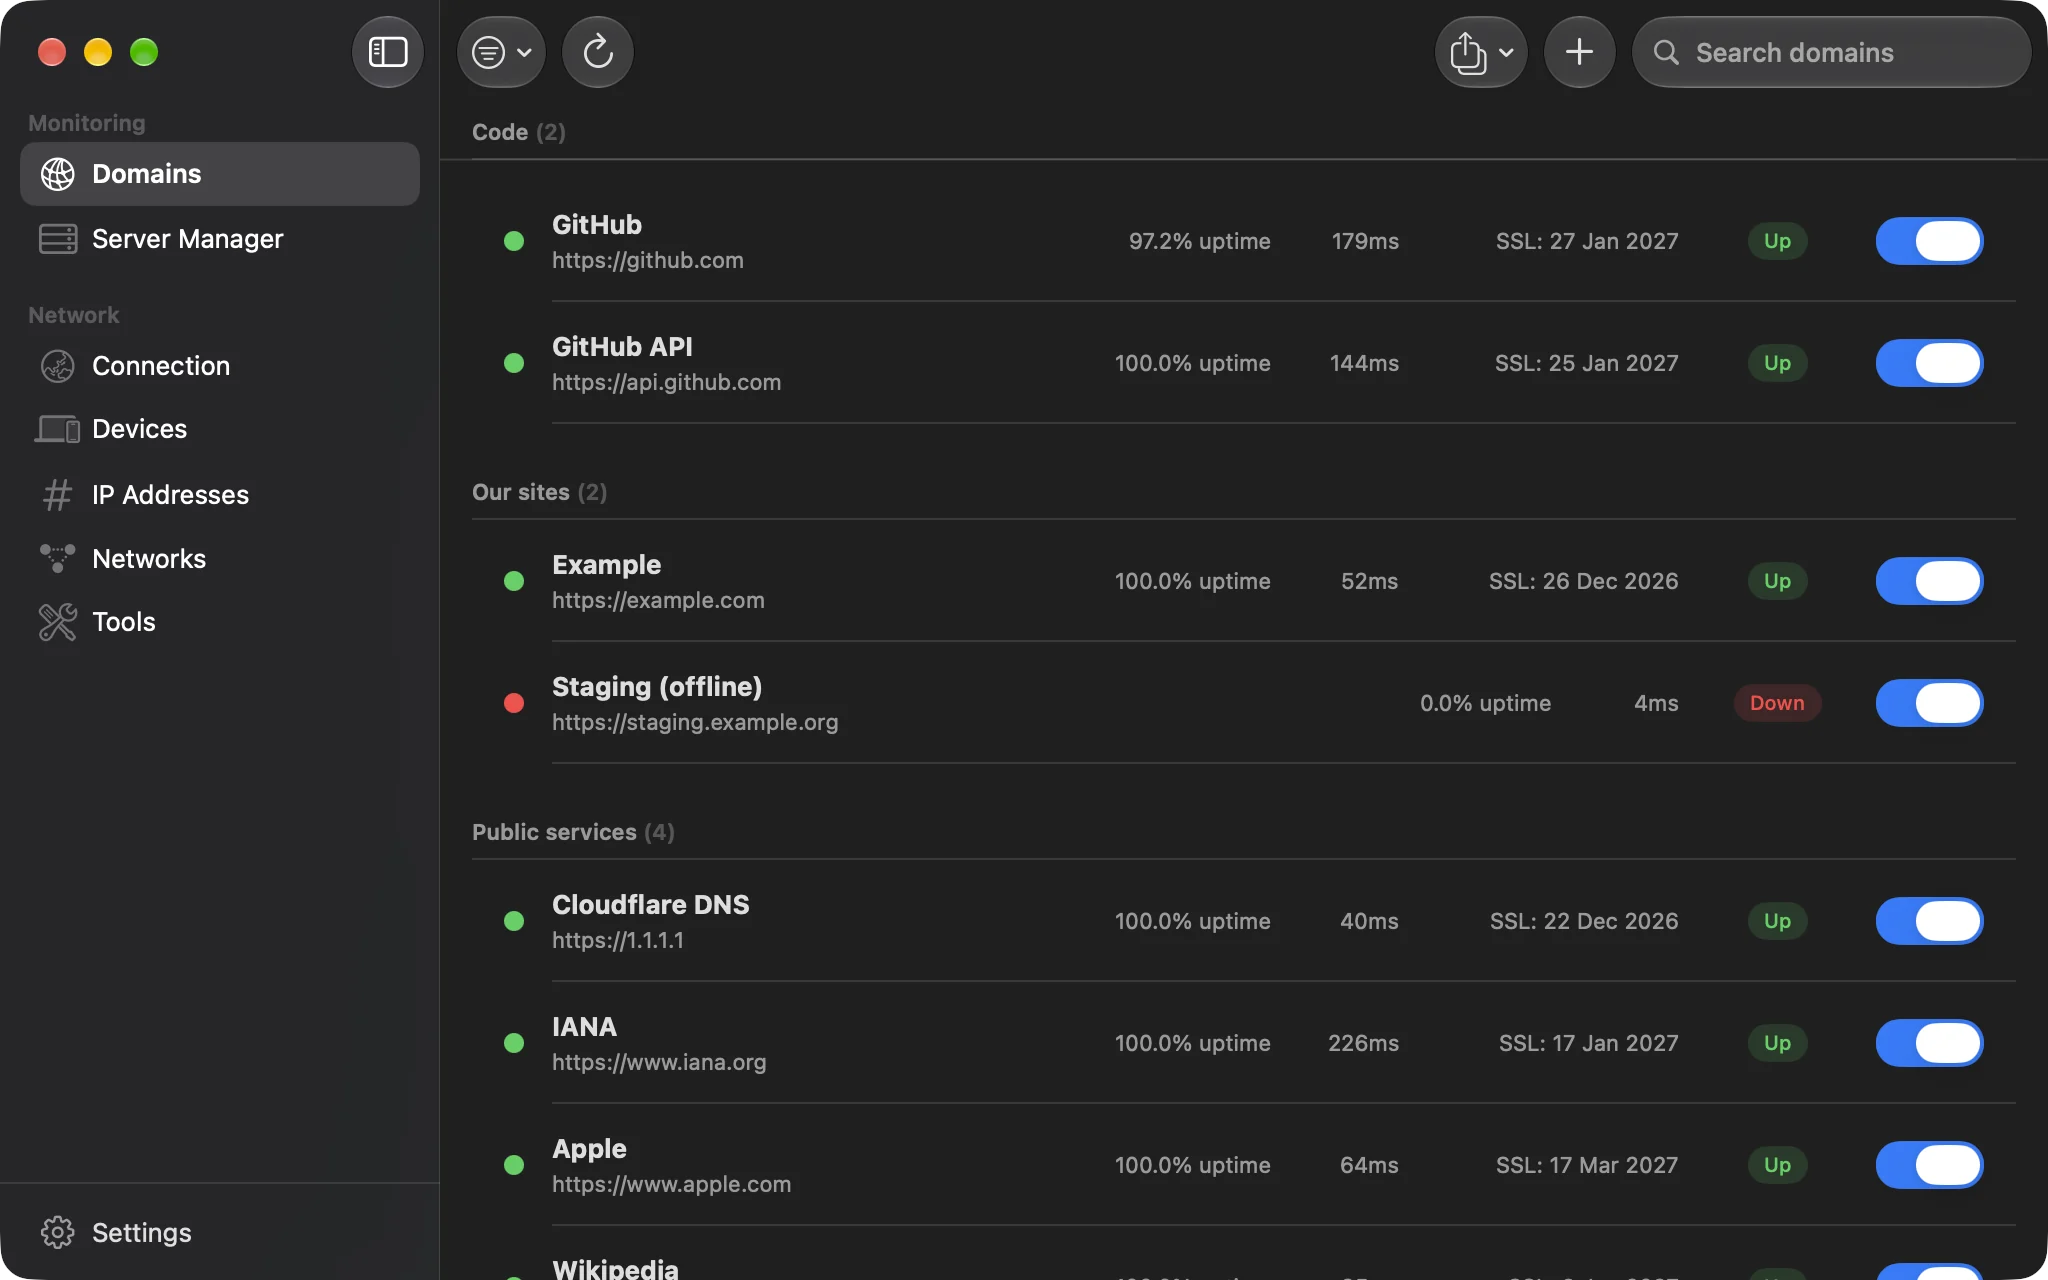 Search domains
Monitoring
Domains
Server Manager
Network
Connection
Devices
IP Addresses
Networks
Tools
Settings
Code (2)
GitHub
https://github.com
97.2% uptime 179ms SSL: 27 Jan 2027 Up
GitHub API
https://api.github.com
100.0% uptime 144ms SSL: 25 Jan 2027 Up
Our sites (2)
Example
https://example.com
100.0% uptime 52ms SSL: 26 Dec 2026 Up
Staging (offline)
https://staging.example.org
0.0% uptime 4ms Down
Public services (4)
Cloudflare DNS
https://1.1.1.1
100.0% uptime 40ms SSL: 22 Dec 2026 Up
IANA
https://www.iana.org
100.0% uptime 226ms SSL: 17 Jan 2027 Up
Apple
https://www.apple.com
100.0% uptime 64ms SSL: 17 Mar 2027 Up
Wikipedia